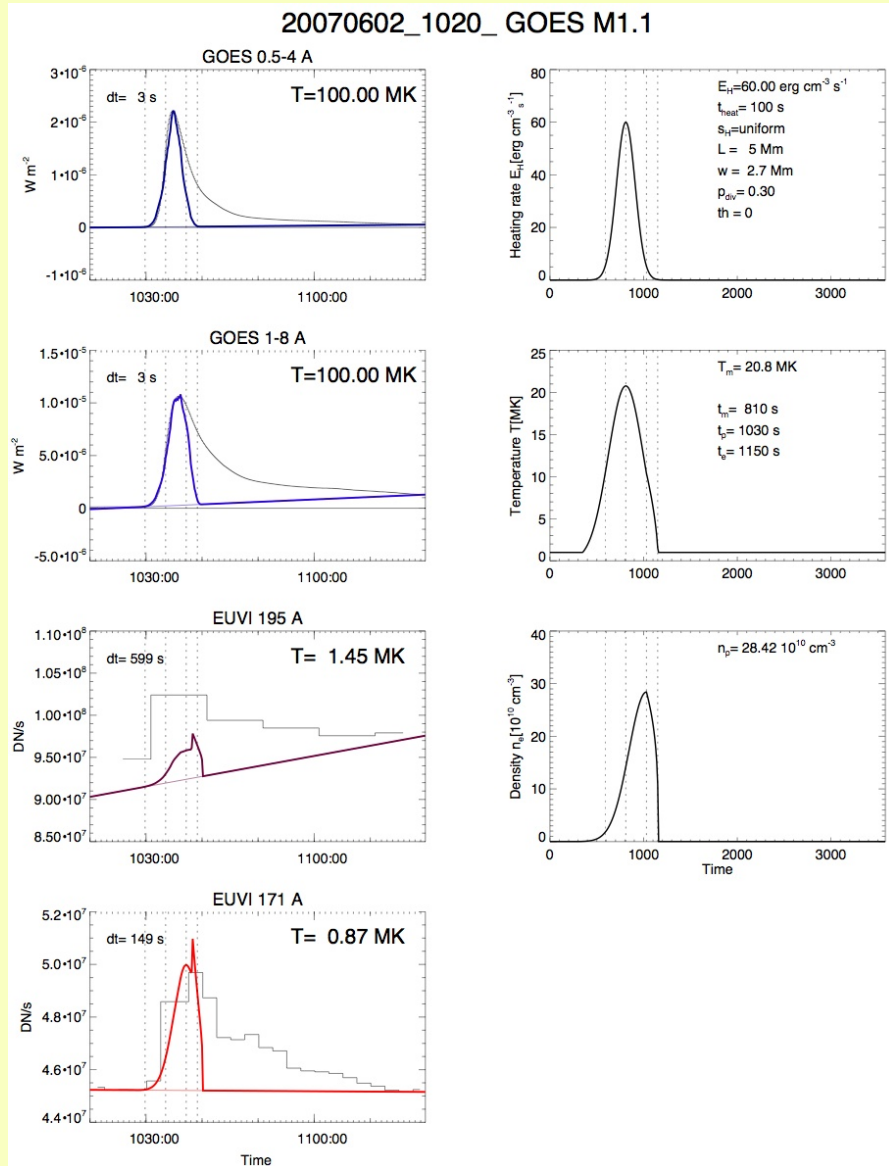 20070602_1020_ GOES M1.1
GOES 0.5-4 A
dt= 3 s
T=100.00 MK
W m⁻²
3•10⁻⁶
2•10⁻⁶
1•10⁻⁶
0
-1•10⁻⁶
1030:00 1100:00
E_H=60.00 erg cm⁻³ s⁻¹
t_heat= 100 s
s_H=uniform
L = 5 Mm
w = 2.7 Mm
p_div= 0.30
th = 0
Heating rate E_H[erg cm⁻³ s⁻¹]
80
60
40
20
0
0 1000 2000 3000
GOES 1-8 A
dt= 3 s
T=100.00 MK
W m⁻²
1.5•10⁻⁵
1.0•10⁻⁵
5.0•10⁻⁶
0
-5.0•10⁻⁶
1030:00 1100:00
T_m= 20.8 MK
t_m= 810 s
t_p= 1030 s
t_e= 1150 s
Temperature T[MK]
25
20
15
10
5
0
0 1000 2000 3000
EUVI 195 A
dt= 599 s
T= 1.45 MK
DN/s
1.10•10⁸
1.05•10⁸
1.00•10⁸
9.50•10⁷
9.00•10⁷
8.50•10⁷
1030:00 1100:00
n_p= 28.42 10¹⁰ cm⁻³
Density n_e[10¹⁰ cm⁻³]
40
30
20
10
0
0 1000 2000 3000
Time
EUVI 171 A
dt= 149 s
T= 0.87 MK
DN/s
5.2•10⁷
5.0•10⁷
4.8•10⁷
4.6•10⁷
4.4•10⁷
1030:00 1100:00
Time